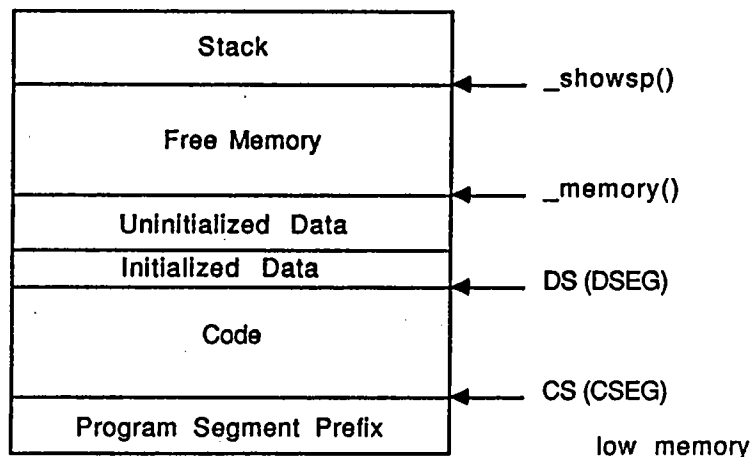 Stack
_showsp()
Free Memory
_memory()
Uninitialized Data
Initialized Data
DS (DSEG)
Code
CS (CSEG)
Program Segment Prefix
low memory